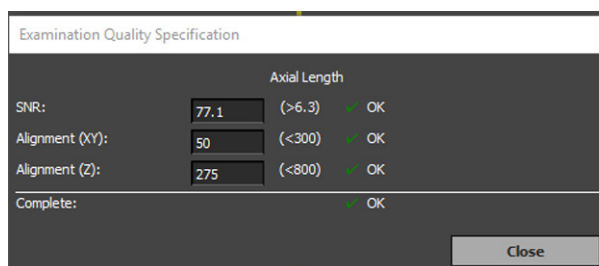 Examination Quality Specification
Axial Length
SNR: 77.1 (>6.3) ✓ OK
Alignment (XY): 50 (<300) ✓ OK
Alignment (Z): 275 (<800) ✓ OK
Complete: ✓ OK
Close